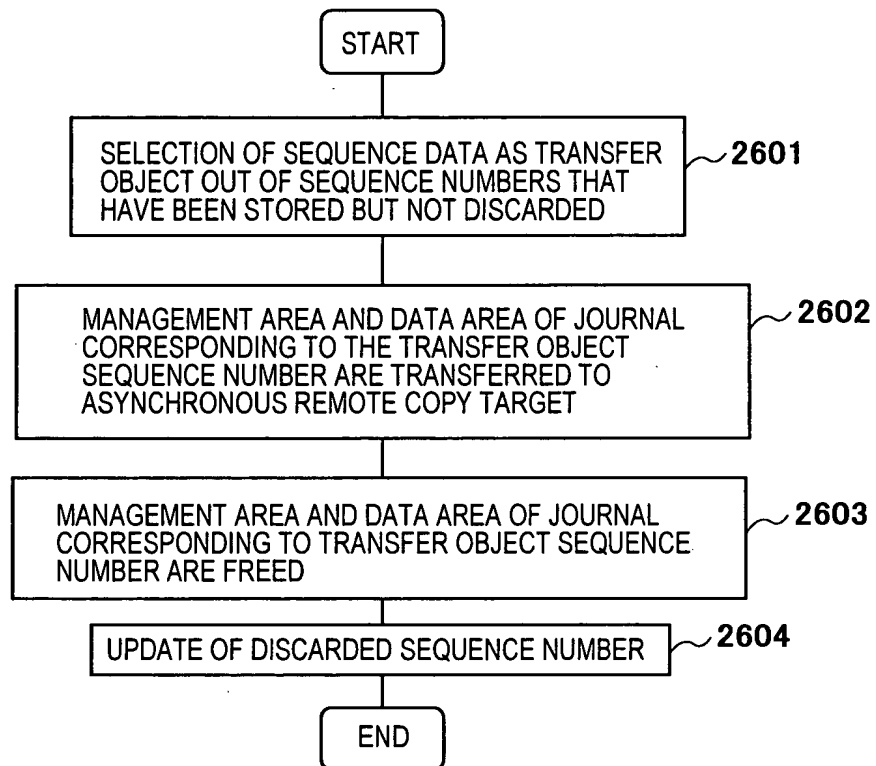 START
SELECTION OF SEQUENCE DATA AS TRANSFER
OBJECT OUT OF SEQUENCE NUMBERS THAT
HAVE BEEN STORED BUT NOT DISCARDED
2601
MANAGEMENT AREA AND DATA AREA OF JOURNAL
CORRESPONDING TO THE TRANSFER OBJECT
SEQUENCE NUMBER ARE TRANSFERRED TO
ASYNCHRONOUS REMOTE COPY TARGET
2602
MANAGEMENT AREA AND DATA AREA OF JOURNAL
CORRESPONDING TO TRANSFER OBJECT SEQUENCE
NUMBER ARE FREED
2603
UPDATE OF DISCARDED SEQUENCE NUMBER
2604
END